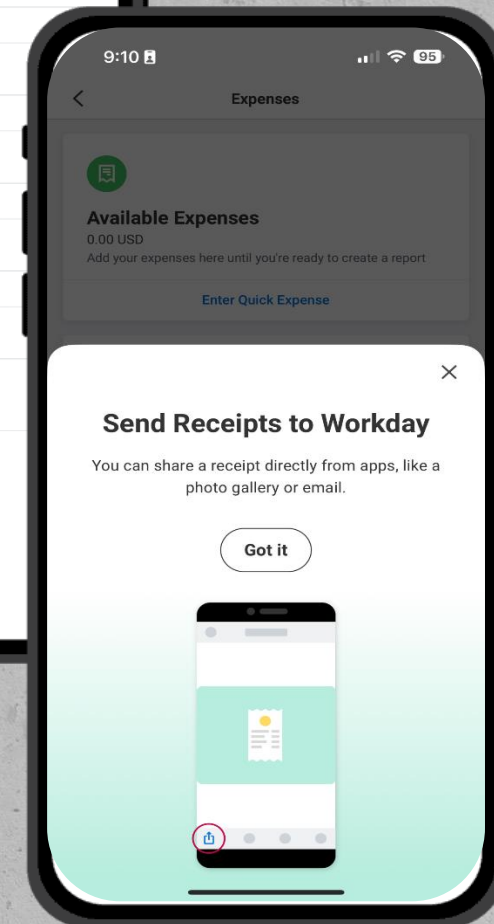 9:10
95
Expenses
Available Expenses
0.00 USD
Add your expenses here until you're ready to create a report
Enter Quick Expense
Send Receipts to Workday
You can share a receipt directly from apps, like a
photo gallery or email.
Got it